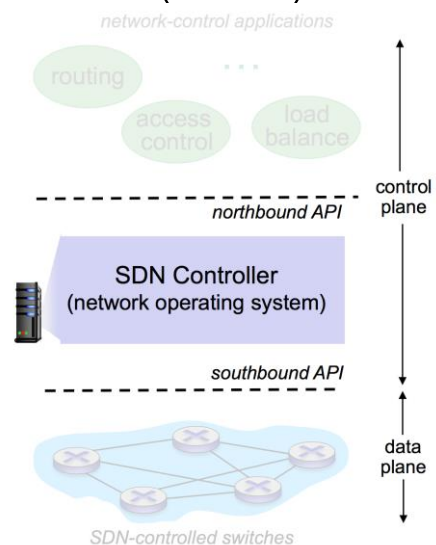 network-control applications
...
routing
access
control
load
balance
control
plane
northbound API
SDN Controller
(network operating system)
southbound API
data
plane
SDN-controlled switches